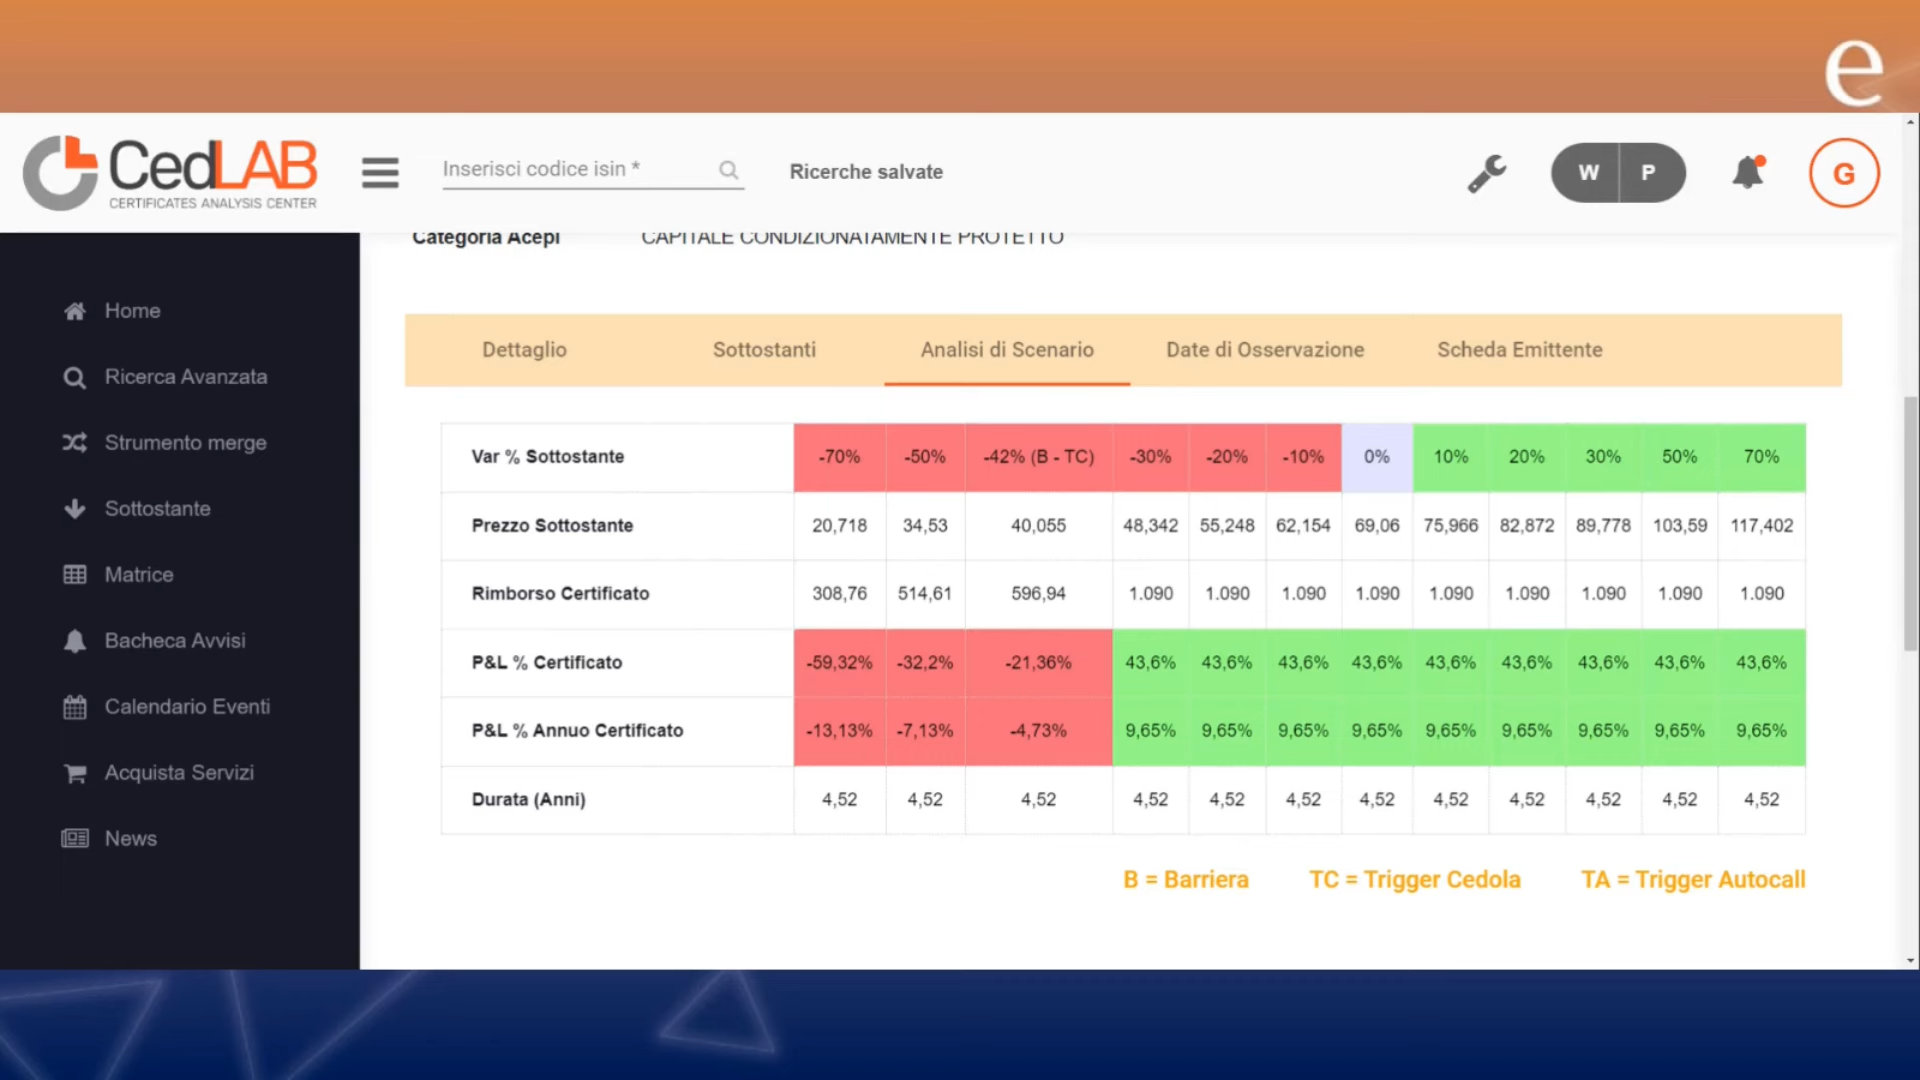 e
CedLAB
CERTIFICATES ANALYSIS CENTER
Inserisci codice isin *
Ricerche salvate
W P
G
Categoria Acepi CAPITALE CONDIZIONATAMENTE PROTETTO
Home
Ricerca Avanzata
Strumento merge
Sottostante
Matrice
Bacheca Avvisi
Calendario Eventi
Acquista Servizi
News
Dettaglio Sottostanti Analisi di Scenario Date di Osservazione Scheda Emittente
Var % Sottostante -70% -50% -42% (B - TC) -30% -20% -10% 0% 10% 20% 30% 50% 70%
Prezzo Sottostante 20,718 34,53 40,055 48,342 55,248 62,154 69,06 75,966 82,872 89,778 103,59 117,402
Rimborso Certificato 308,76 514,61 596,94 1.090 1.090 1.090 1.090 1.090 1.090 1.090 1.090 1.090
P&L % Certificato -59,32% -32,2% -21,36% 43,6% 43,6% 43,6% 43,6% 43,6% 43,6% 43,6% 43,6% 43,6%
P&L % Annuo Certificato -13,13% -7,13% -4,73% 9,65% 9,65% 9,65% 9,65% 9,65% 9,65% 9,65% 9,65% 9,65%
Durata (Anni) 4,52 4,52 4,52 4,52 4,52 4,52 4,52 4,52 4,52 4,52 4,52 4,52
B = Barriera TC = Trigger Cedola TA = Trigger Autocall